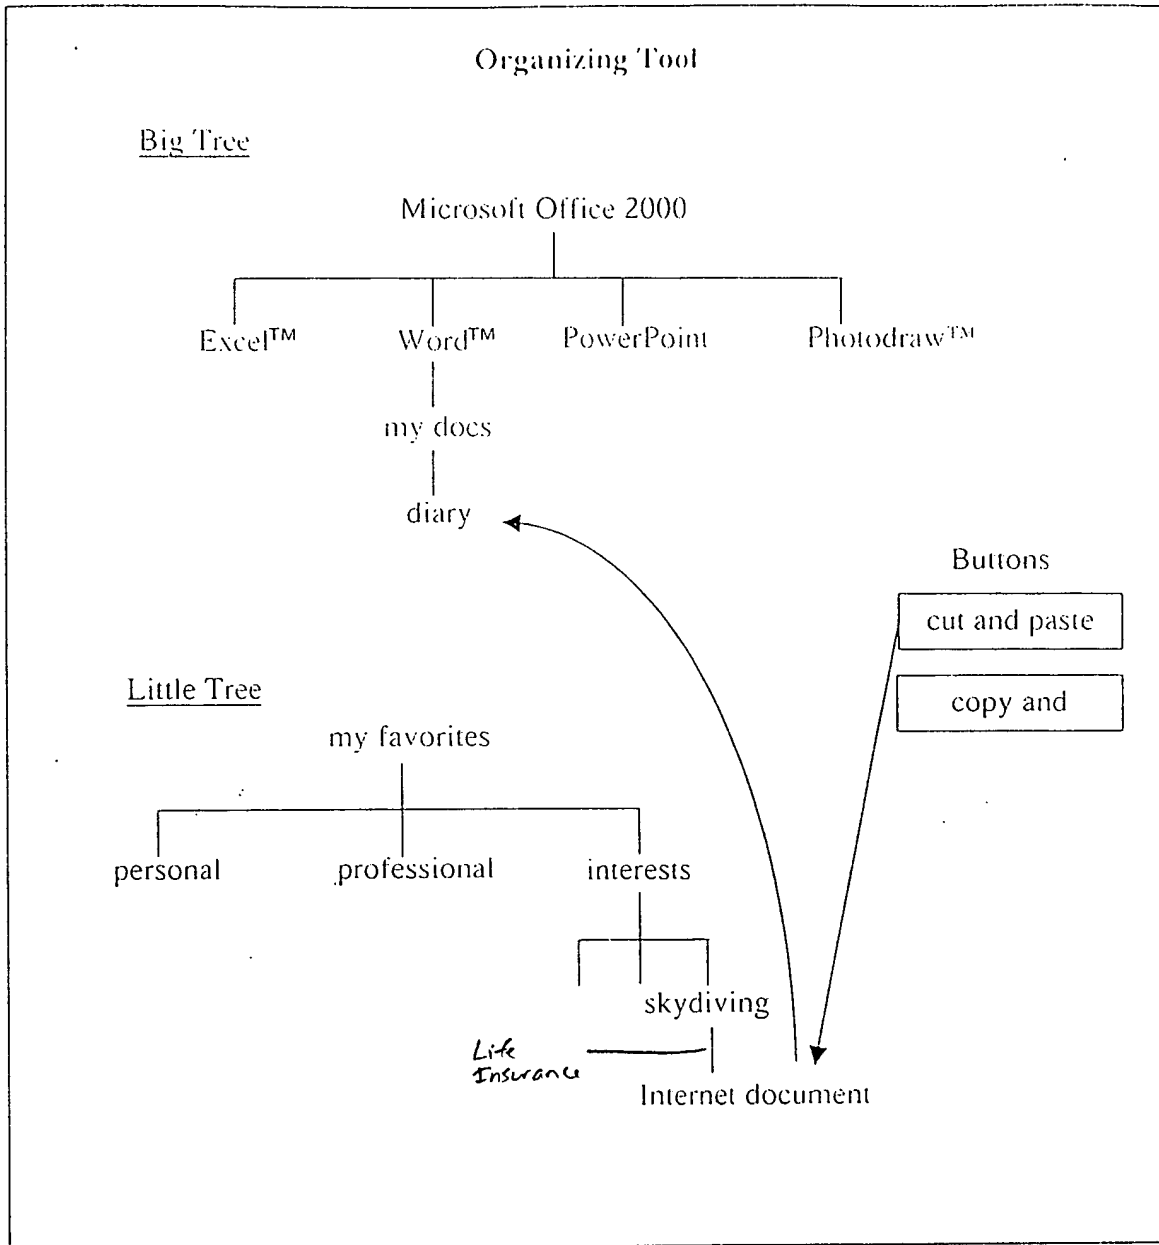 Organizing Tool
Big Tree
Microsoft Office 2000
Excel™ Word™ PowerPoint Photodraw™
my docs
diary
Buttons
cut and paste
copy and
Little Tree
my favorites
personal professional interests
skydiving
Life
Insurance
Internet document